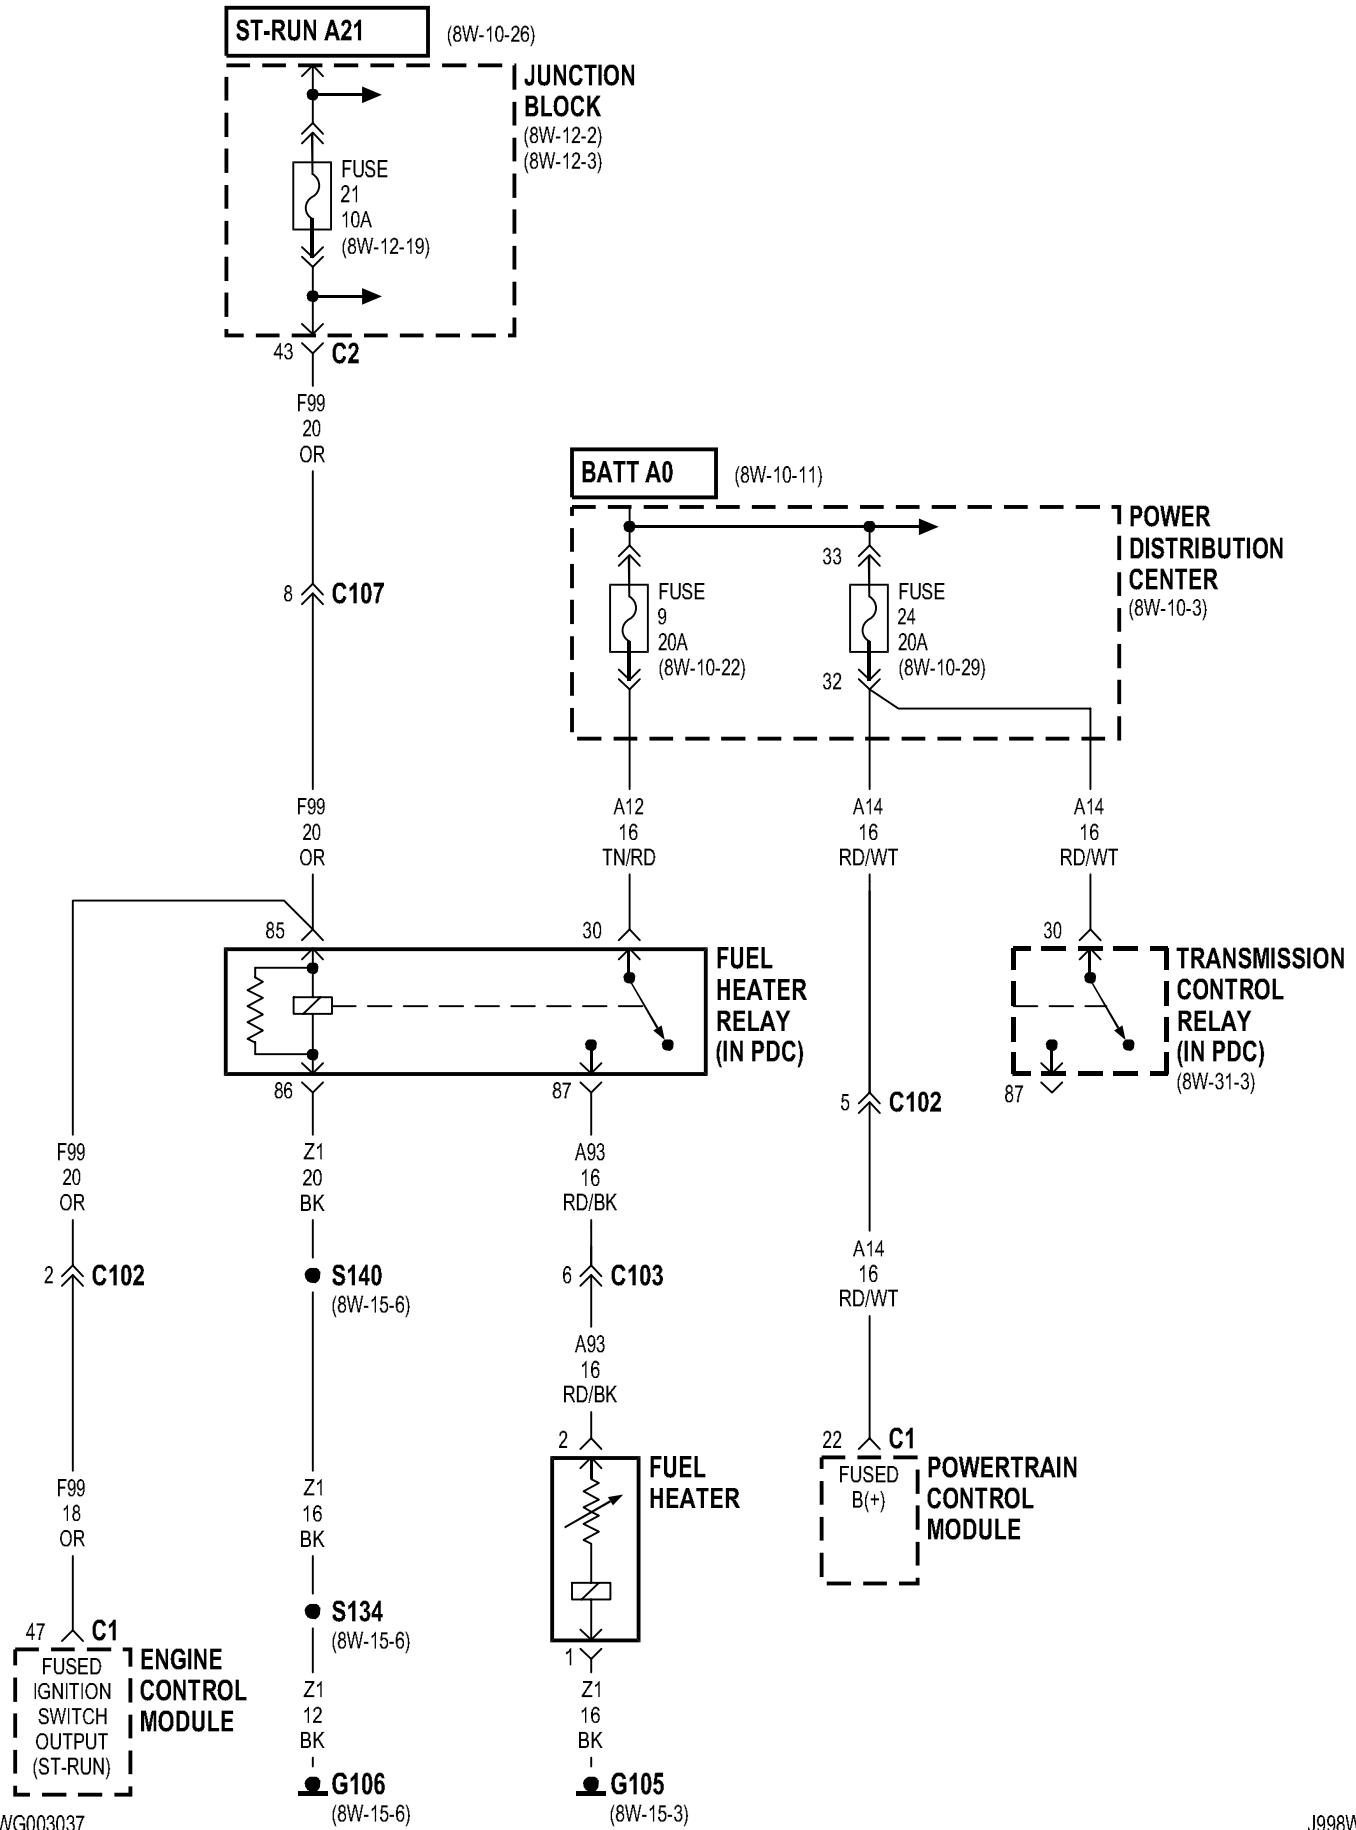 ST-RUN A21
(8W-10-26)
JUNCTION
BLOCK
(8W-12-2)
(8W-12-3)
FUSE
21
10A
(8W-12-19)
43
C2
F99
20
OR
BATT A0
(8W-10-11)
POWER
DISTRIBUTION
CENTER
(8W-10-3)
33
FUSE
9
20A
(8W-10-22)
FUSE
24
20A
(8W-10-29)
32
8
C107
F99
20
OR
A12
16
TN/RD
A14
16
RD/WT
A14
16
RD/WT
85
30
FUEL
HEATER
RELAY
(IN PDC)
30
TRANSMISSION
CONTROL
RELAY
(IN PDC)
(8W-31-3)
86
87
87
5
C102
F99
20
OR
Z1
20
BK
A93
16
RD/BK
2
C102
S140
(8W-15-6)
6
C103
A14
16
RD/WT
A93
16
RD/BK
2
FUEL
HEATER
22
C1
FUSED
B(+)
POWERTRAIN
CONTROL
MODULE
F99
18
OR
Z1
16
BK
S134
(8W-15-6)
47
C1
FUSED
IGNITION
SWITCH
OUTPUT
(ST-RUN)
ENGINE
CONTROL
MODULE
1
Z1
12
BK
Z1
16
BK
G106
(8W-15-6)
G105
(8W-15-3)
WG003037
J998W